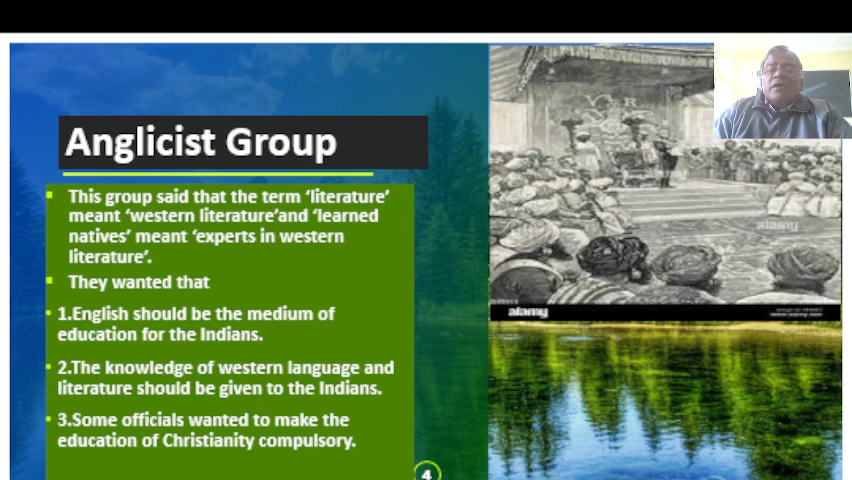 Anglicist Group
This group said that the term ‘literature’
meant ‘western literature’and ‘learned
natives’ meant ‘experts in western
literature’.
They wanted that
1.English should be the medium of
education for the Indians.
2.The knowledge of western language and
literature should be given to the Indians.
3.Some officials wanted to make the
education of Christianity compulsory.
4
alamy
alamy